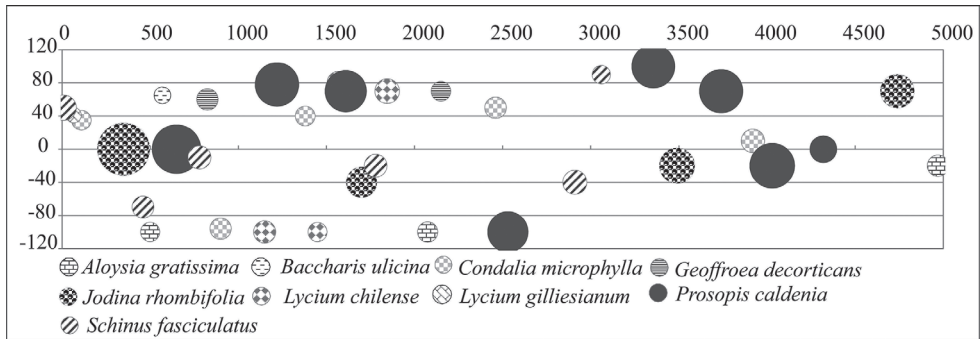 0 500 1000 1500 2000 2500 3000 3500 4000 4500 5000
120
80
40
0
-40
-80
-120
Aloysia gratissima Baccharis ulicina Condalia microphylla Geoffroea decorticans
Jodina rhombifolia Lycium chilense Lycium gilliesianum Prosopis caldenia
Schinus fasciculatus